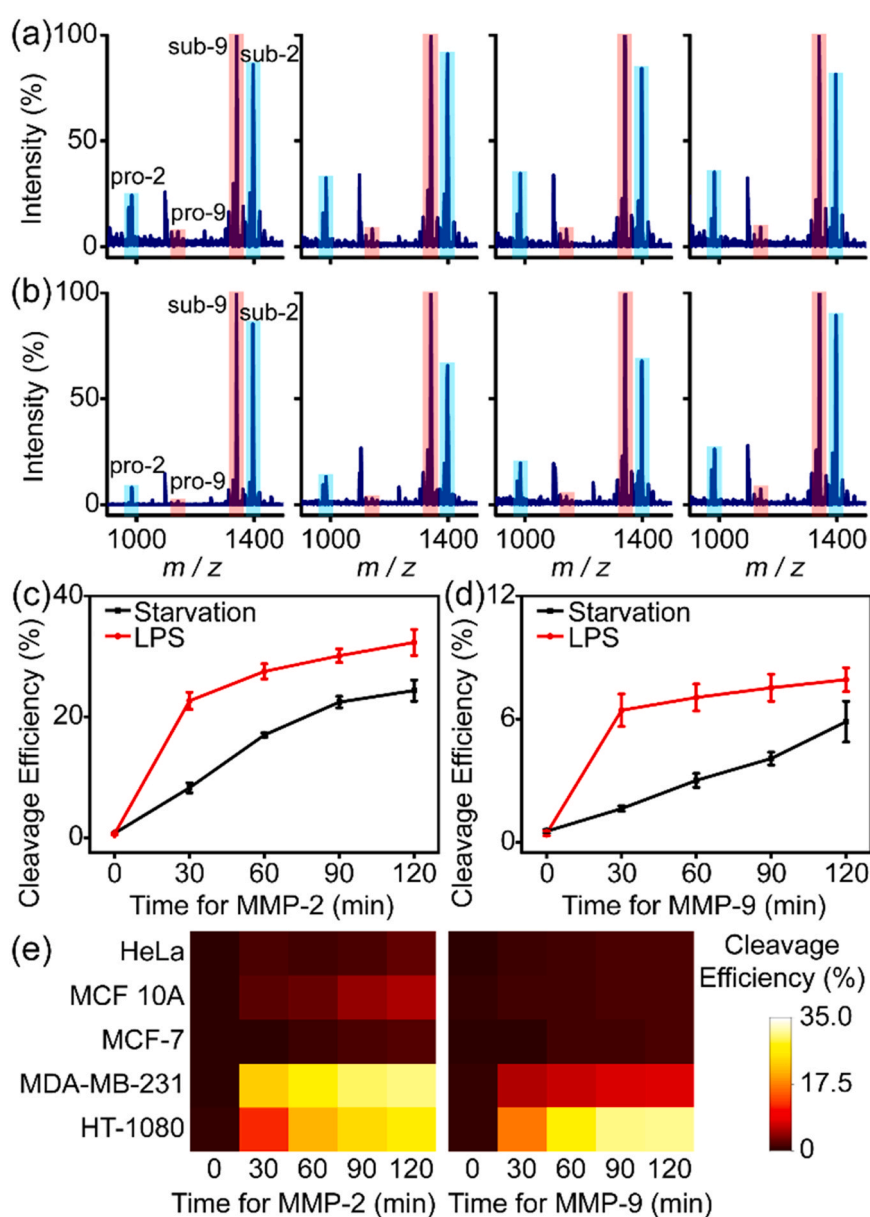 (a)
100
50
0
Intensity (%)
sub-9
sub-2
pro-2
pro-9
(b)
100
50
0
Intensity (%)
sub-9
sub-2
pro-2
pro-9
1000 1400 1000 1400 1000 1400 1000 1400
m / z m / z m / z m / z
(c)
40
20
0
Cleavage Efficiency (%)
Starvation
LPS
0 30 60 90 120
Time for MMP-2 (min)
(d)
12
6
0
Cleavage Efficiency (%)
Starvation
LPS
0 30 60 90 120
Time for MMP-9 (min)
(e)
HeLa
MCF 10A
MCF-7
MDA-MB-231
HT-1080
0 30 60 90 120
Time for MMP-2 (min)
0 30 60 90 120
Time for MMP-9 (min)
Cleavage
Efficiency (%)
35.0
17.5
0